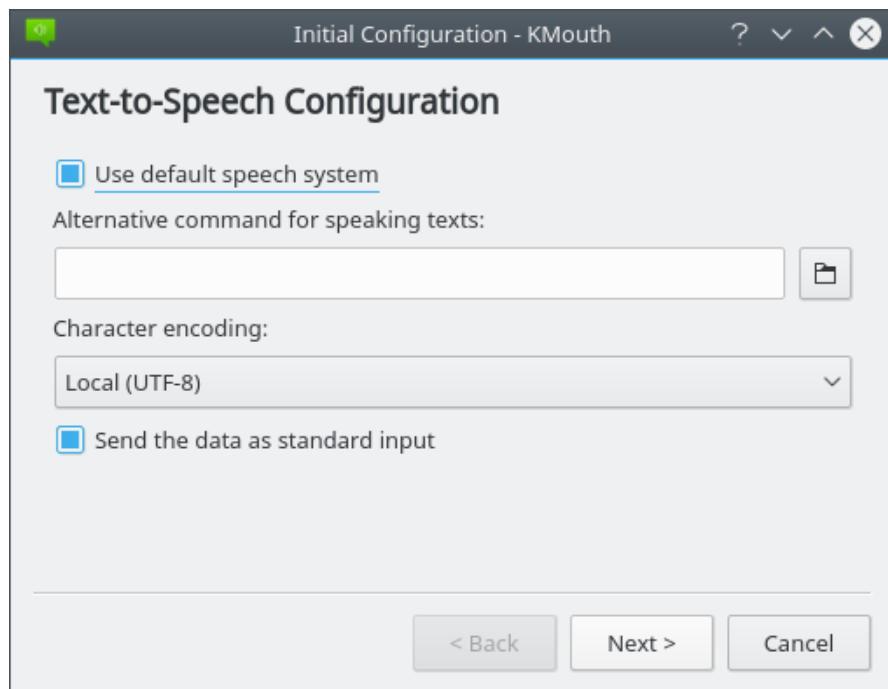 Initial Configuration - KMouth
Text-to-Speech Configuration
Use default speech system
Alternative command for speaking texts:
Character encoding:
Local (UTF-8)
Send the data as standard input
< Back Next > Cancel